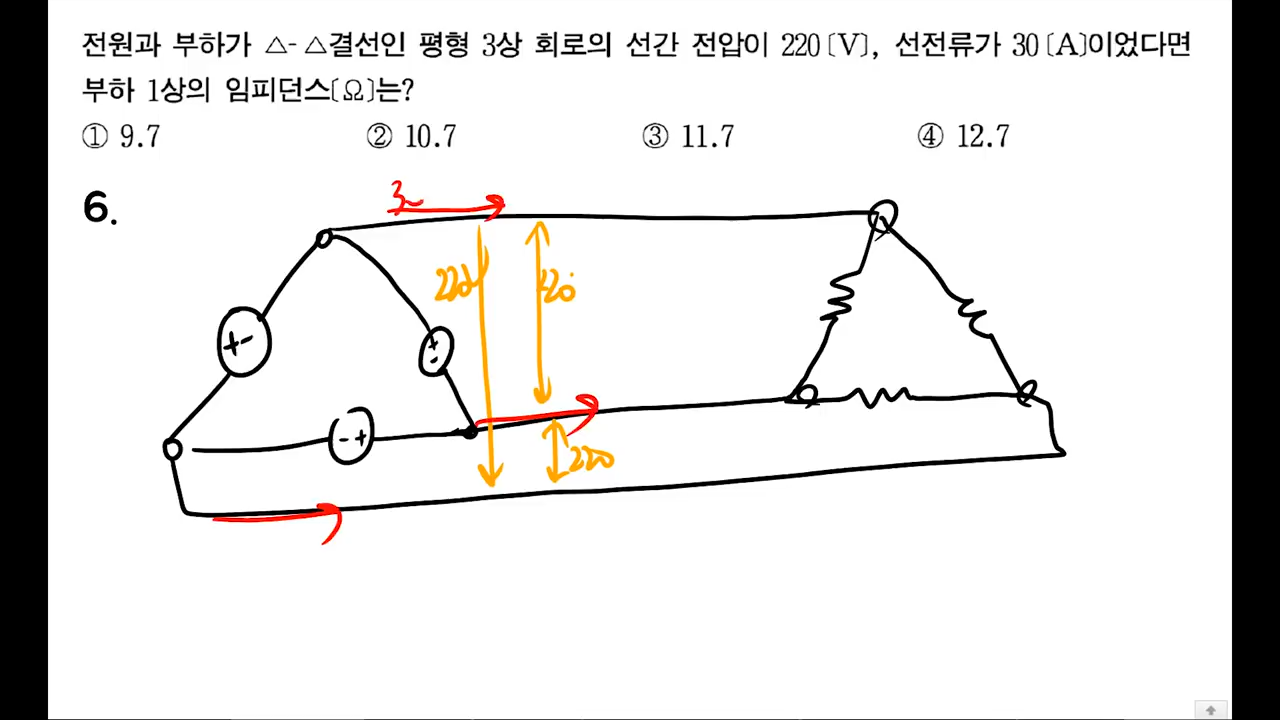 전원과 부하가 △-△결선인 평형 3상 회로의 선간 전압이 220〔V〕, 선전류가 30〔A〕이었다면
부하 1상의 임피던스〔Ω〕는?
① 9.7 ② 10.7 ③ 11.7 ④ 12.7
6.
220
+-
+-
-+
220